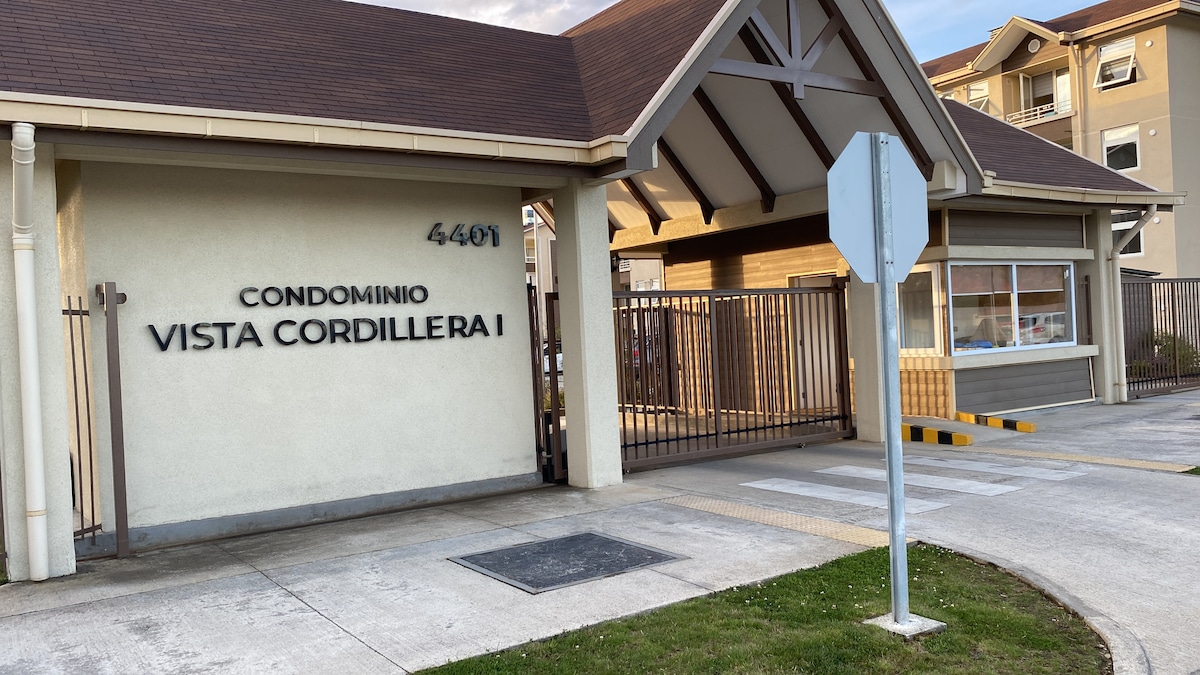 4401
CONDOMINIO
VISTA CORDILLERA I